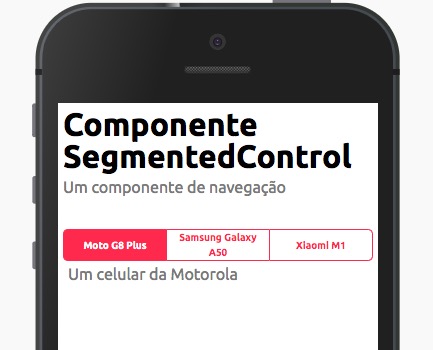 Componente
SegmentedControl
Um componente de navegação
Moto G8 Plus
Samsung Galaxy
A50
Xiaomi M1
Um celular da Motorola